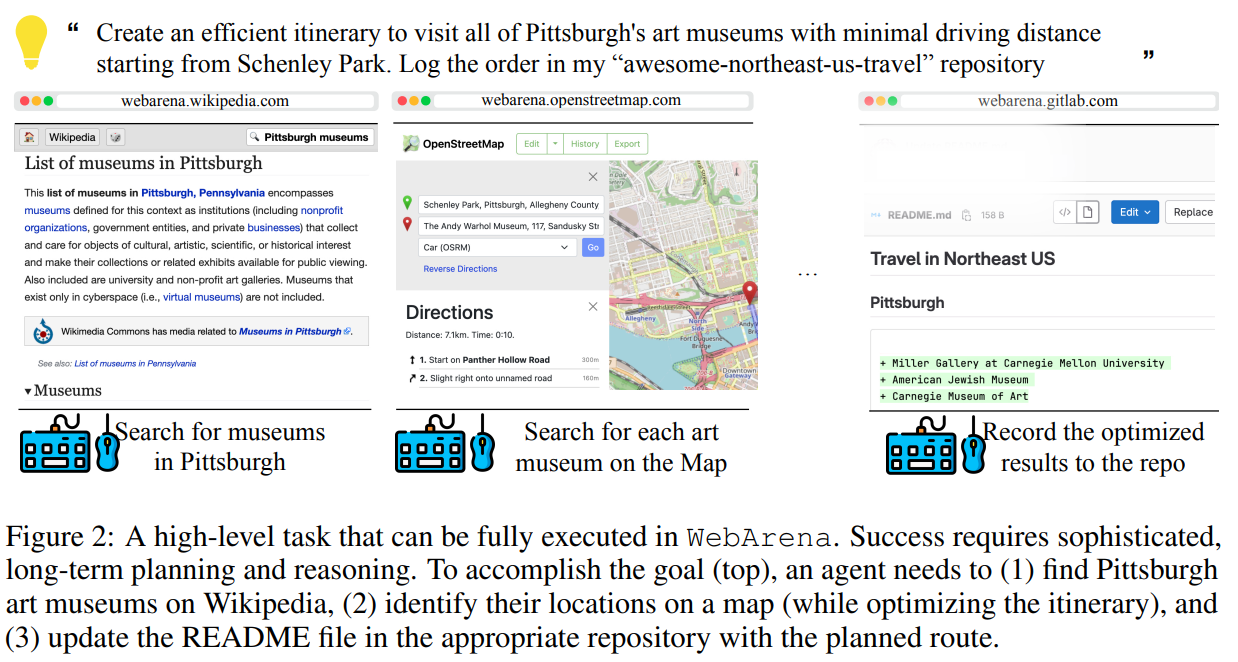 “ Create an efficient itinerary to visit all of Pittsburgh's art museums with minimal driving distance
starting from Schenley Park. Log the order in my “awesome-northeast-us-travel” repository ”
webarena.wikipedia.com
Wikipedia
Pittsburgh museums
List of museums in Pittsburgh
This list of museums in Pittsburgh, Pennsylvania encompasses
museums defined for this context as institutions (including nonprofit
organizations, government entities, and private businesses) that collect
and care for objects of cultural, artistic, scientific, or historical interest
and make their collections or related exhibits available for public viewing.
Also included are university and non-profit art galleries. Museums that
exist only in cyberspace (i.e., virtual museums) are not included.
Wikimedia Commons has media related to Museums in Pittsburgh.
See also: List of museums in Pennsylvania
▾ Museums
Search for museums
in Pittsburgh
webarena.openstreetmap.com
OpenStreetMap
Edit
History
Export
Schenley Park, Pittsburgh, Allegheny County
The Andy Warhol Museum, 117, Sandusky Str
Car (OSRM)
Go
Reverse Directions
Directions
Distance: 7.1km. Time: 0:10.
1. Start on Panther Hollow Road 300m
2. Slight right onto unnamed road 160m
Allegheny
North
Side
Fort Duquesne
Bridge
Downtown
Gateway
Search for each art
museum on the Map
...
webarena.gitlab.com
README.md
158 B
</>
Edit
Replace
Travel in Northeast US
Pittsburgh
+ Miller Gallery at Carnegie Mellon University
+ American Jewish Museum
+ Carnegie Museum of Art
Record the optimized
results to the repo
Figure 2: A high-level task that can be fully executed in WebArena. Success requires sophisticated,
long-term planning and reasoning. To accomplish the goal (top), an agent needs to (1) find Pittsburgh
art museums on Wikipedia, (2) identify their locations on a map (while optimizing the itinerary), and
(3) update the README file in the appropriate repository with the planned route.